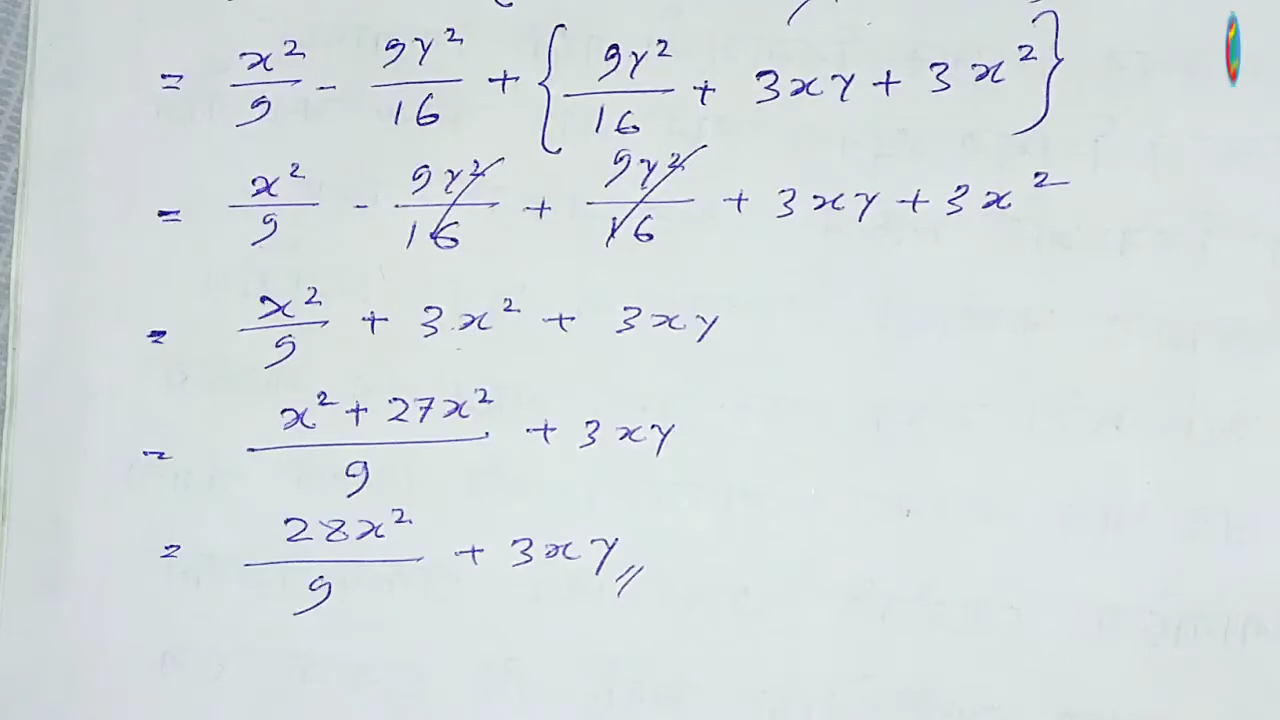 = x²/9 - 9y²/16 + {9y²/16 + 3xy + 3x²}
= x²/9 - 9y²/16 + 9y²/16 + 3xy + 3x²
= x²/9 + 3x² + 3xy
= x² + 27x²/9 + 3xy
= 28x²/9 + 3xy //